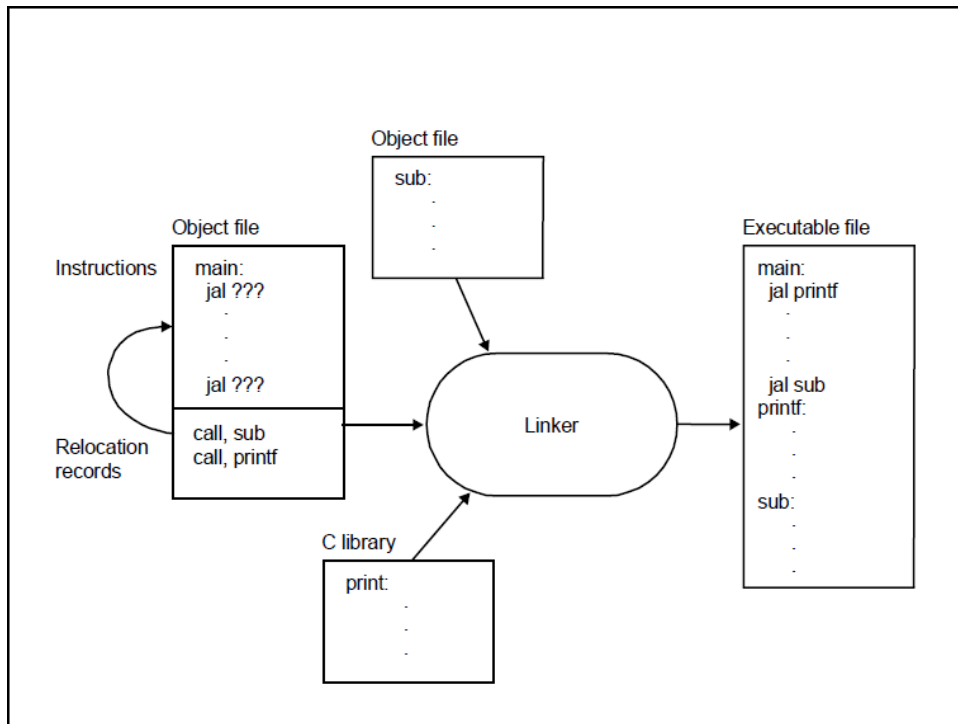 Object file
sub:
.
.
.
Object file
Instructions
main:
jal ???
.
.
.
jal ???
Relocation
records
call, sub
call, printf
Linker
C library
print:
.
.
.
Executable file
main:
jal printf
.
.
.
jal sub
printf:
.
.
.
sub:
.
.
.